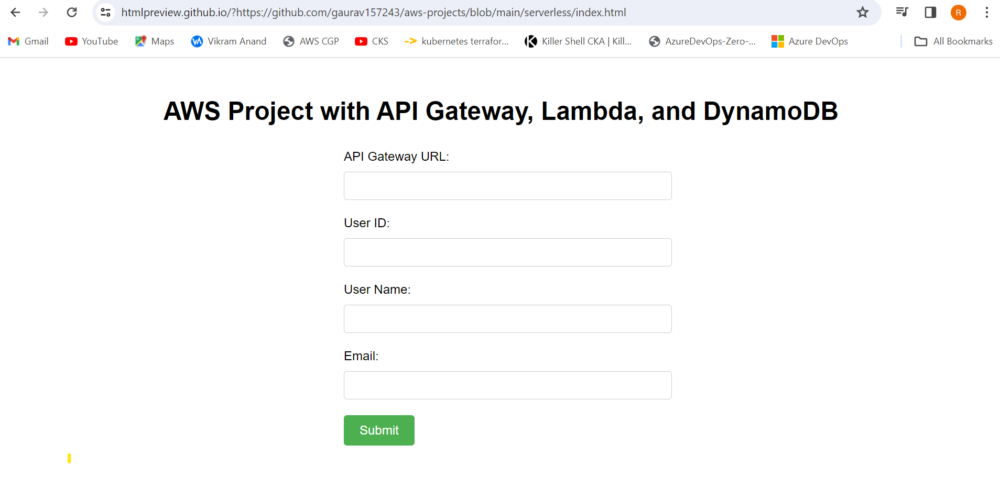 htmlpreview.github.io/?https://github.com/gaurav157243/aws-projects/blob/main/serverless/index.html R
Gmail YouTube Maps Vikram Anand AWS CGP CKS kubernetes terrafor... Killer Shell CKA | Kill... AzureDevOps-Zero-... Azure DevOps All Bookmarks
AWS Project with API Gateway, Lambda, and DynamoDB
API Gateway URL:
User ID:
User Name:
Email:
Submit